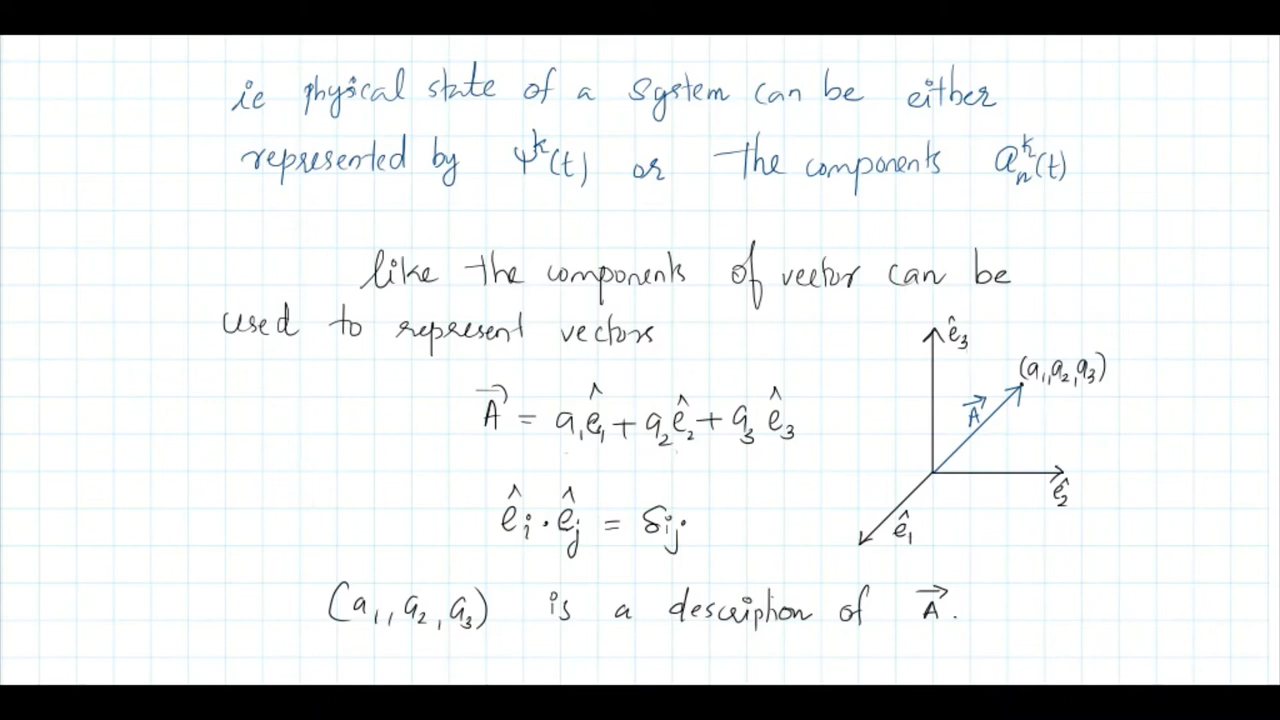 ie physical state of a system can be either
represented by ψᵏ(t) or the components aₙᵏ(t)
like the components of vector can be
used to represent vectors
ê₃
(a₁,a₂,a₃)
A⃗
A⃗ = a₁ê₁ + a₂ê₂ + a₃ê₃
ê₂
êᵢ·êⱼ = δᵢⱼ
ê₁
(a₁, a₂, a₃) is a description of A⃗.